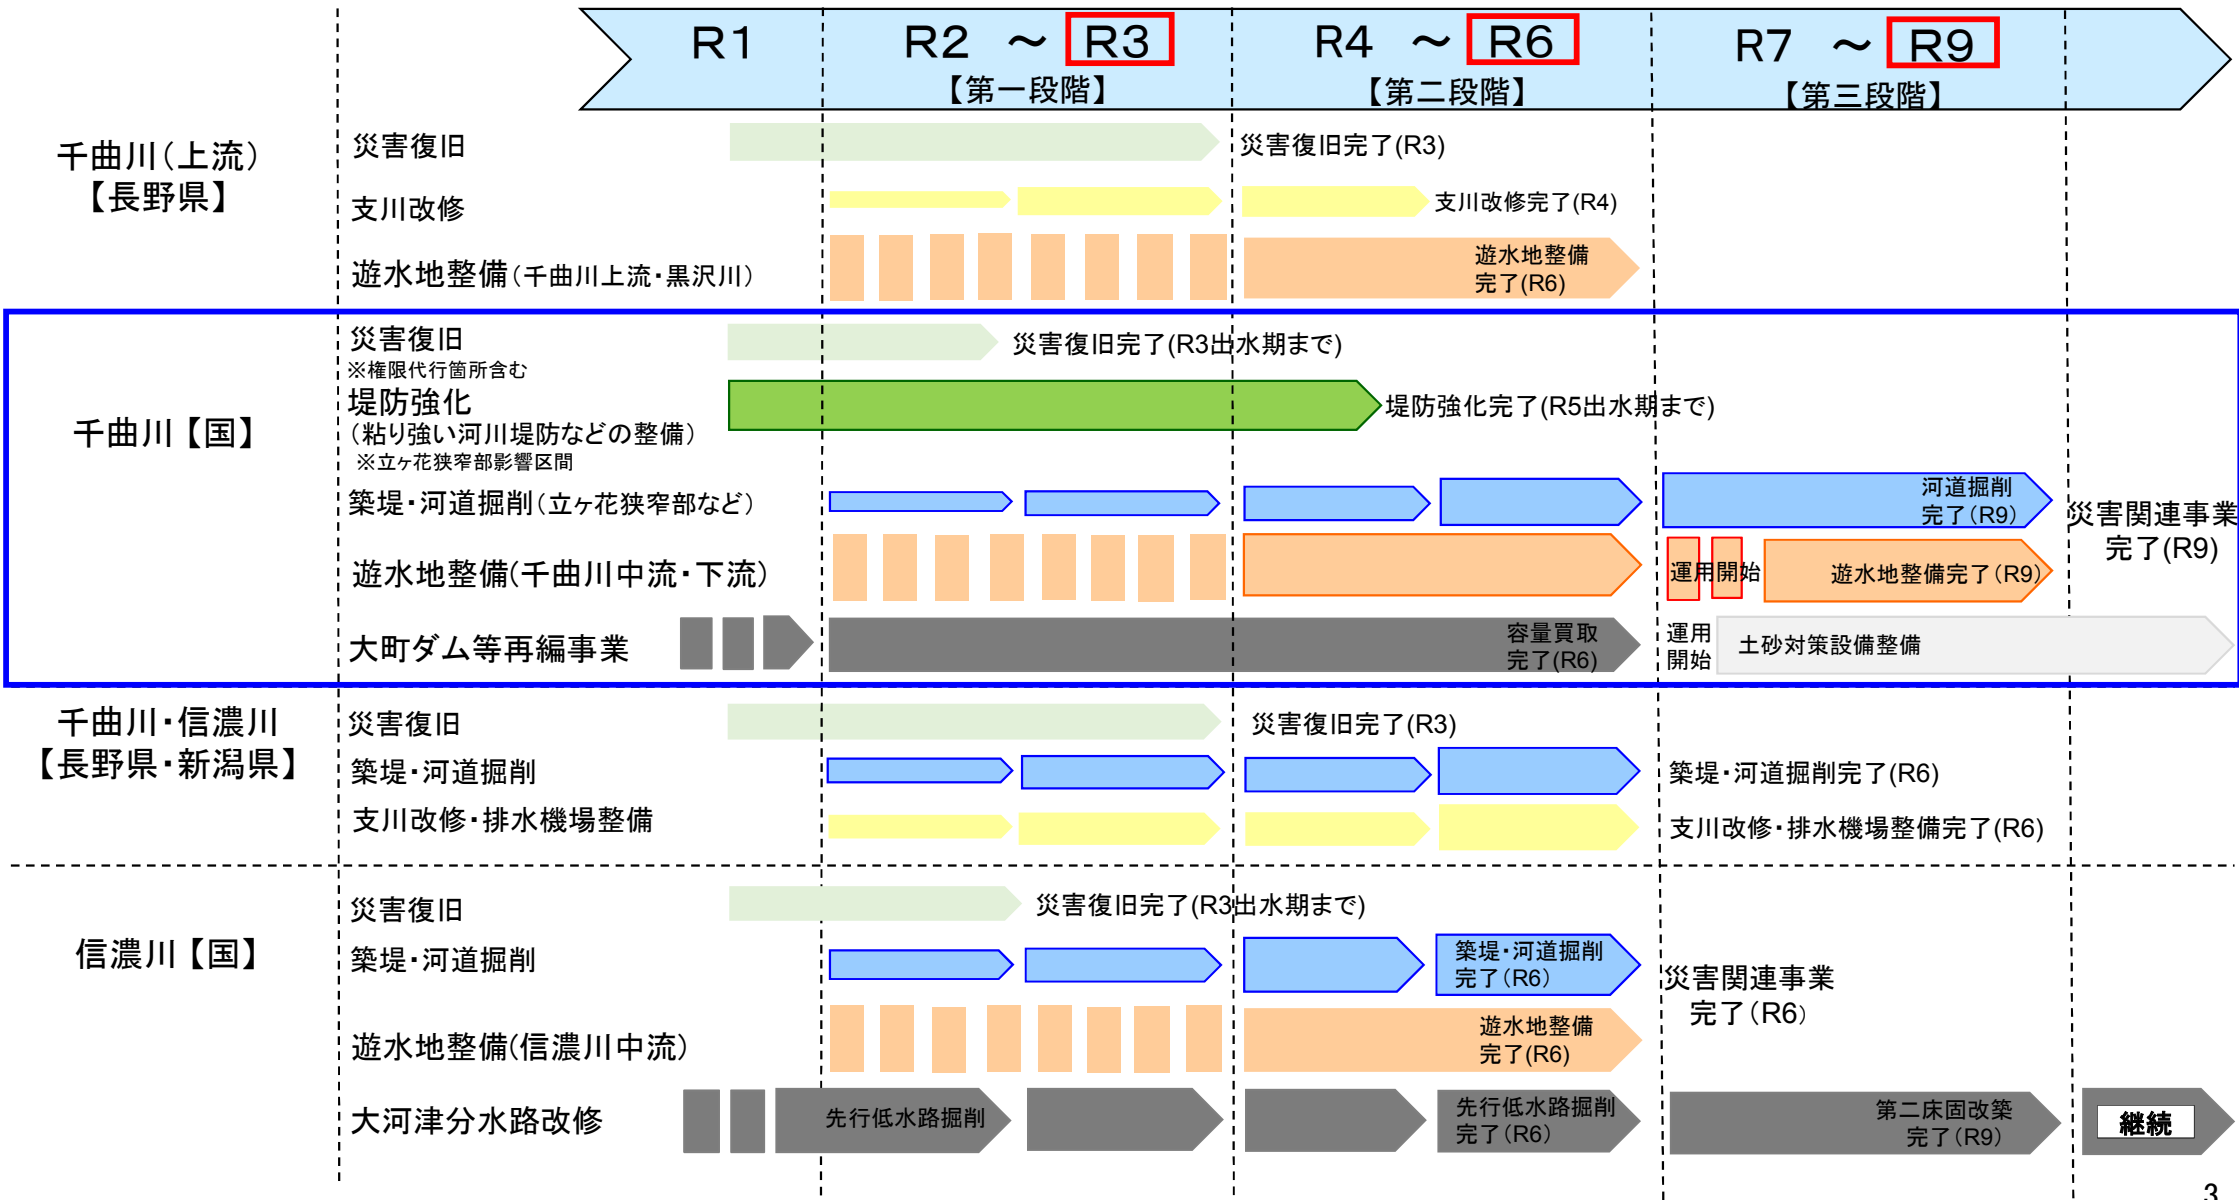 R1
R2 ～ R3
【第一段階】
R4 ～ R6
【第二段階】
R7 ～ R9
【第三段階】
千曲川（上流）
【長野県】
災害復旧
災害復旧完了(R3)
支川改修
支川改修完了(R4)
遊水地整備（千曲川上流・黒沢川）
遊水地整備
完了(R6)
千曲川【国】
災害復旧
※権限代行箇所含む
災害復旧完了(R3出水期まで)
堤防強化
（粘り強い河川堤防などの整備）
※立ヶ花狭窄部影響区間
堤防強化完了(R5出水期まで)
築堤・河道掘削（立ヶ花狭窄部など）
河道掘削
完了（R9）
遊水地整備(千曲川中流・下流)
運用開始
遊水地整備完了（R9）
災害関連事業
完了(R9)
大町ダム等再編事業
容量買取
完了(R6)
運用
開始
土砂対策設備整備
千曲川・信濃川
【長野県・新潟県】
災害復旧
災害復旧完了(R3)
築堤・河道掘削
築堤・河道掘削完了(R6)
支川改修・排水機場整備
支川改修・排水機場整備完了(R6)
信濃川【国】
災害復旧
災害復旧完了(R3出水期まで)
築堤・河道掘削
築堤・河道掘削
完了（R6）
災害関連事業
完了（R6）
遊水地整備(信濃川中流)
遊水地整備
完了(R6)
大河津分水路改修
先行低水路掘削
先行低水路掘削
完了（R6）
第二床固改築
完了（R9）
継続
3